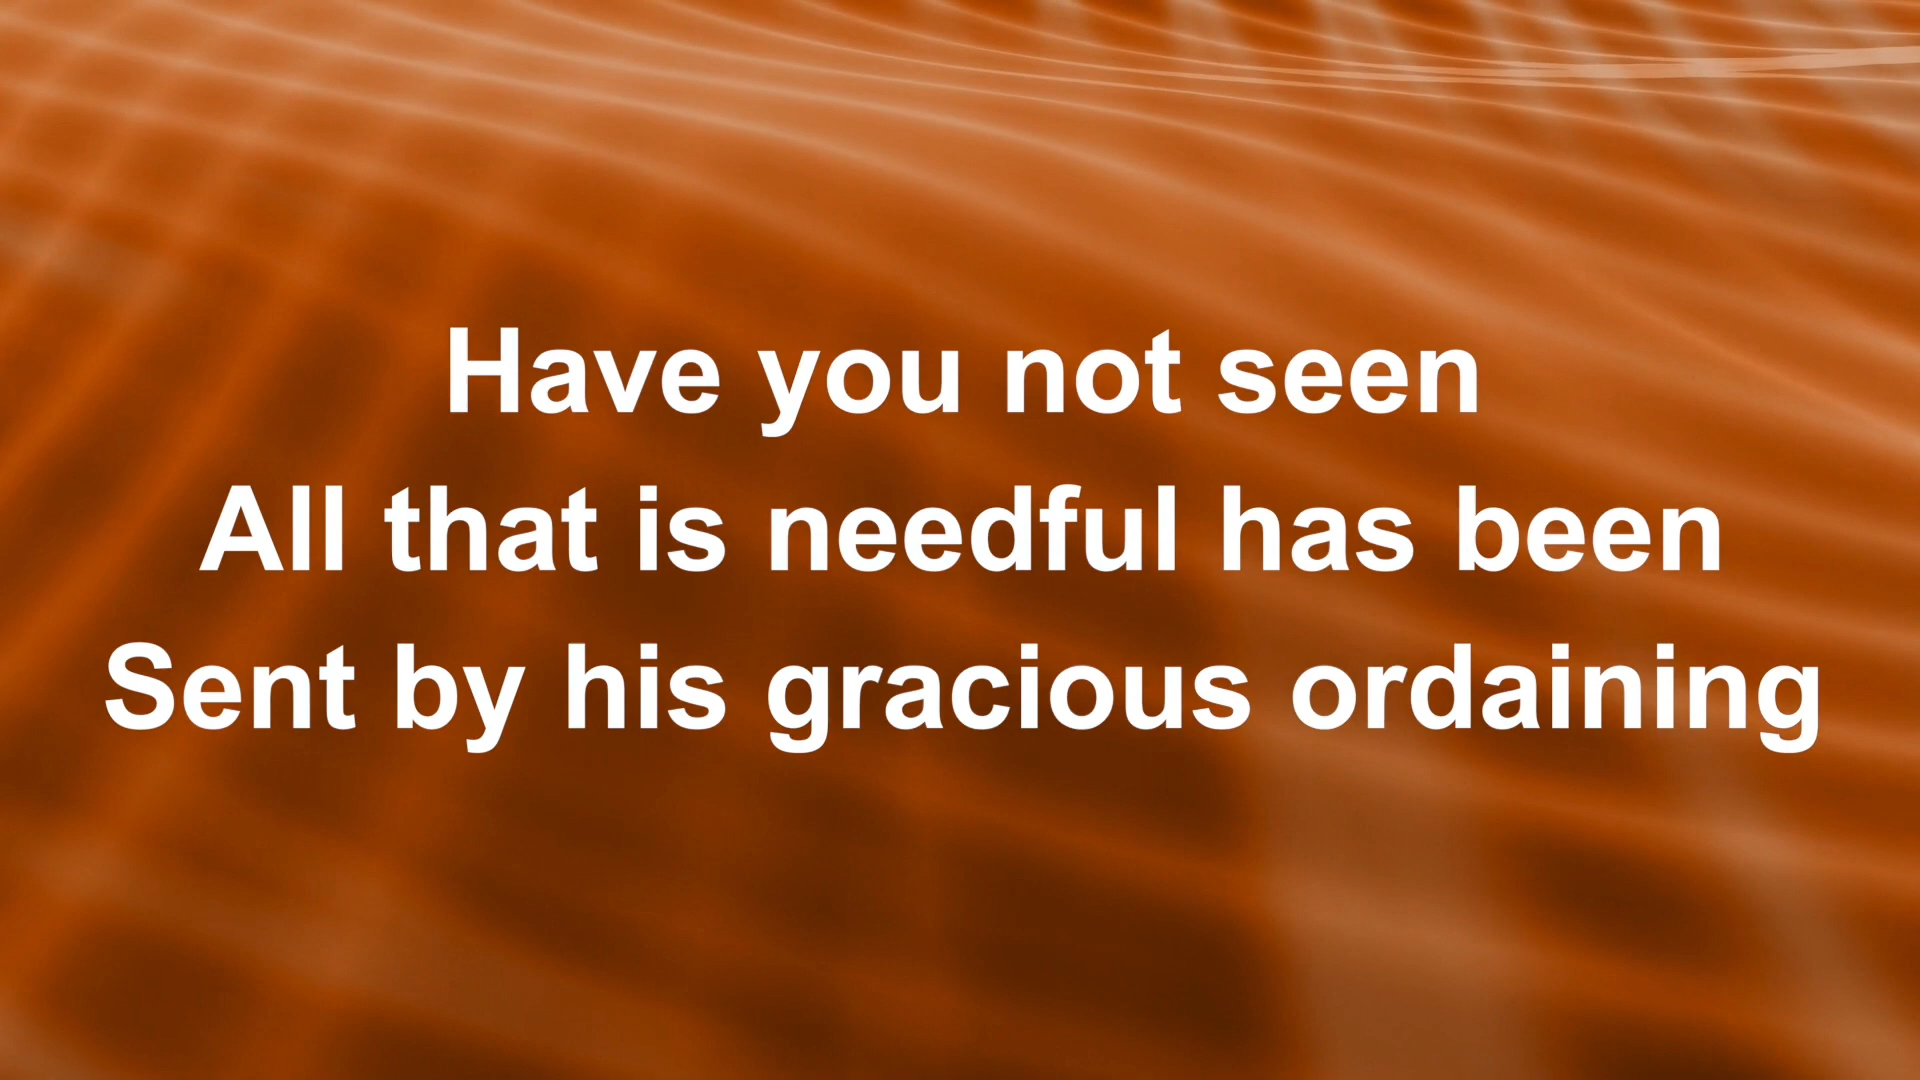 Have you not seen
All that is needful has been
Sent by his gracious ordaining